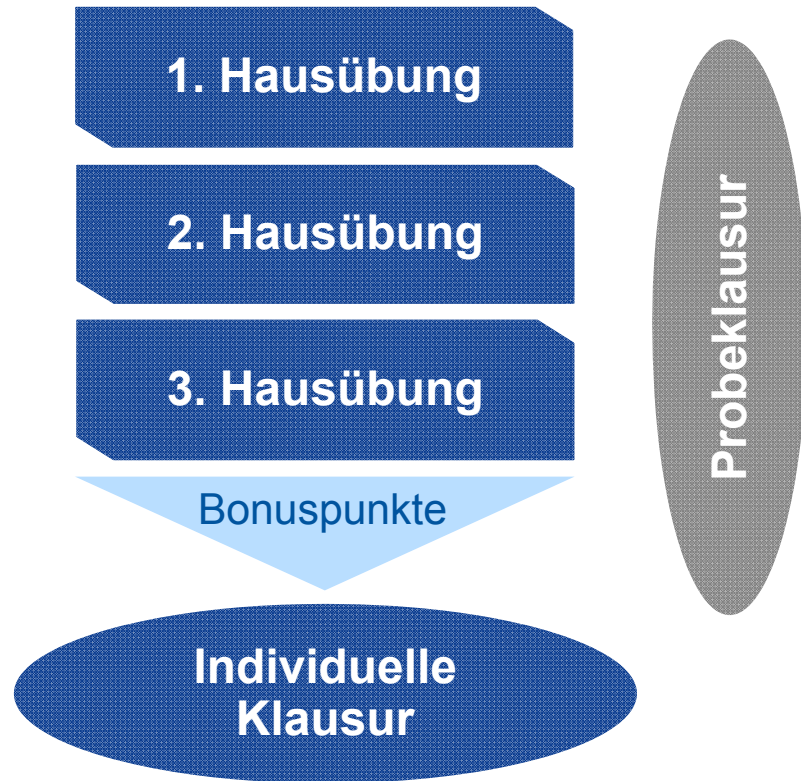 1. Hausübung
2. Hausübung
3. Hausübung
Bonuspunkte
Individuelle
Klausur
Probeklausur